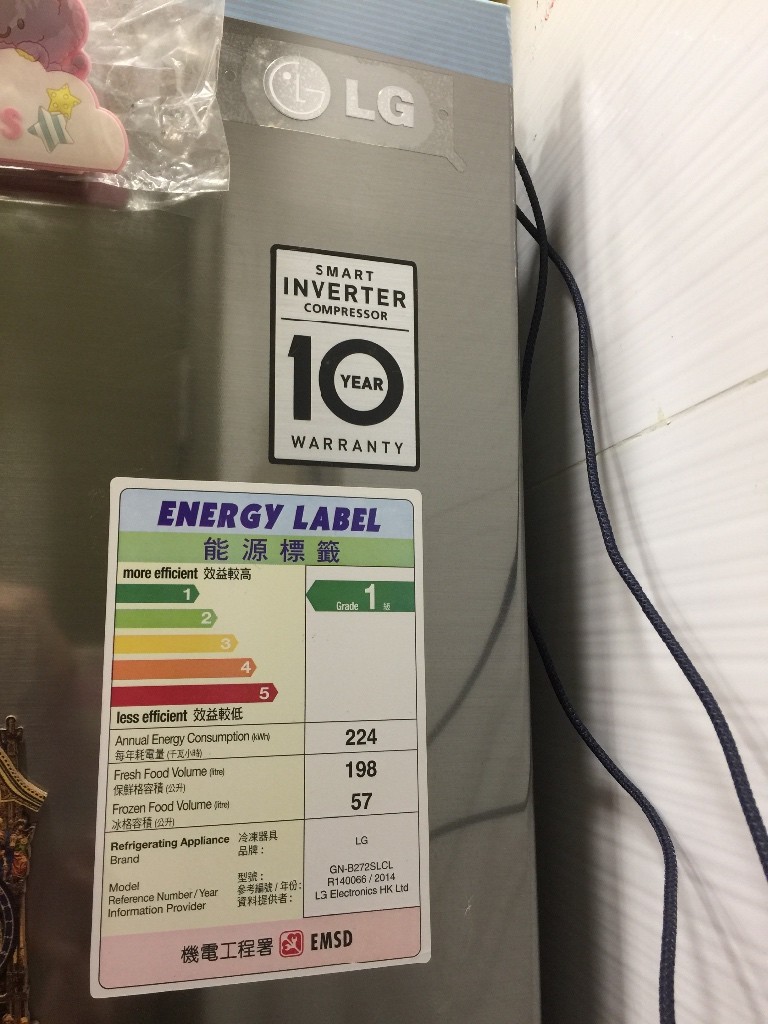 S
LG
SMART
INVERTER
COMPRESSOR
10 YEAR
WARRANTY
ENERGY LABEL
能源標籤
more efficient 效益較高
1
2
3
4
5
less efficient 效益較低
Grade 1 級
Annual Energy Consumption (kWh) 224
每年耗電量 (千瓦小時)
Fresh Food Volume (litre) 198
保鮮格容積 (公升)
Frozen Food Volume (litre) 57
冰格容積 (公升)
Refrigerating Appliance 冷凍器具
Brand 品牌： LG
Model 型號： GN-B272SLCL
Reference Number / Year 參考編號 / 年份： R140066 / 2014
Information Provider 資料提供者： LG Electronics HK Ltd
機電工程署 EMSD